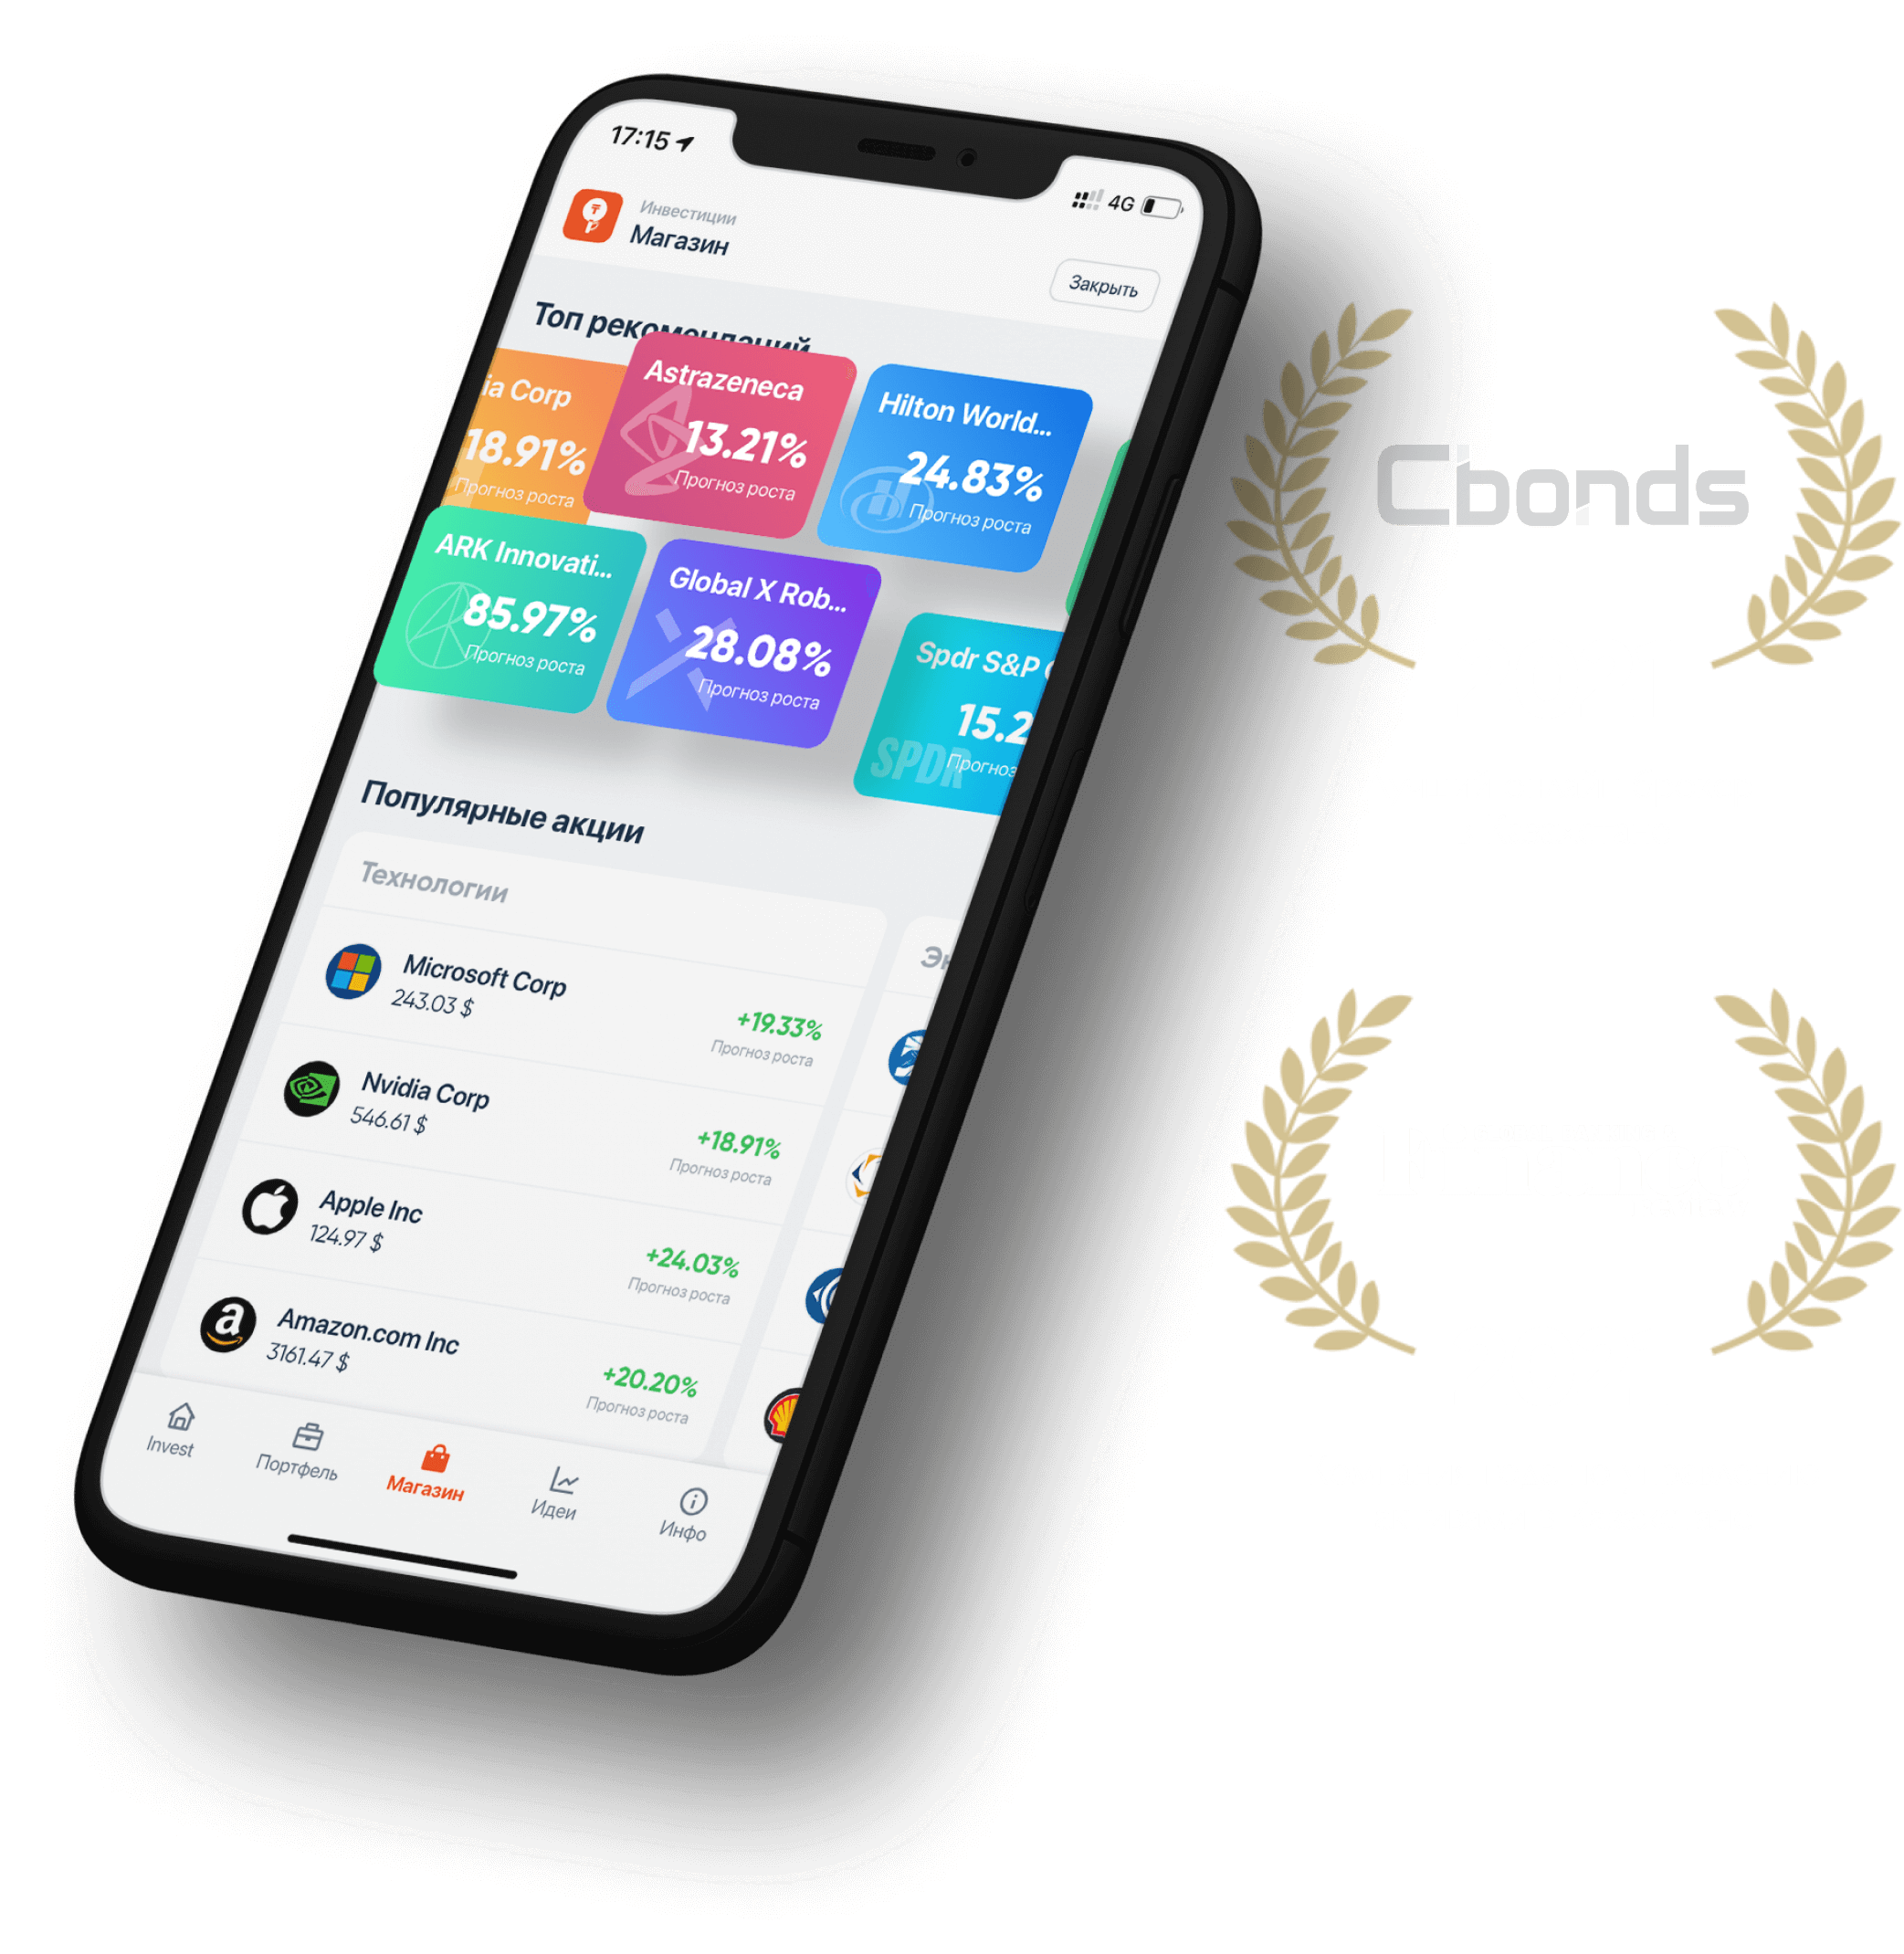 17:15
4G
Инвестиции
Магазин
Закрыть
Топ рекомендаций
ia Corp
18.91%
Прогноз роста
Astrazeneca
13.21%
Прогноз роста
Hilton World...
24.83%
Прогноз роста
ARK Innovati...
85.97%
Прогноз роста
Global X Rob...
28.08%
Прогноз роста
Spdr S&P
15.2
Прогноз
SPDR
Популярные акции
Технологии
Microsoft Corp
243.03 $
+19.33%
Прогноз роста
Nvidia Corp
546.61 $
+18.91%
Прогноз роста
Apple Inc
124.97 $
+24.03%
Прогноз роста
Amazon.com Inc
3161.47 $
+20.20%
Прогноз роста
Invest
Портфель
Магазин
Идеи
Инфо
Cbonds